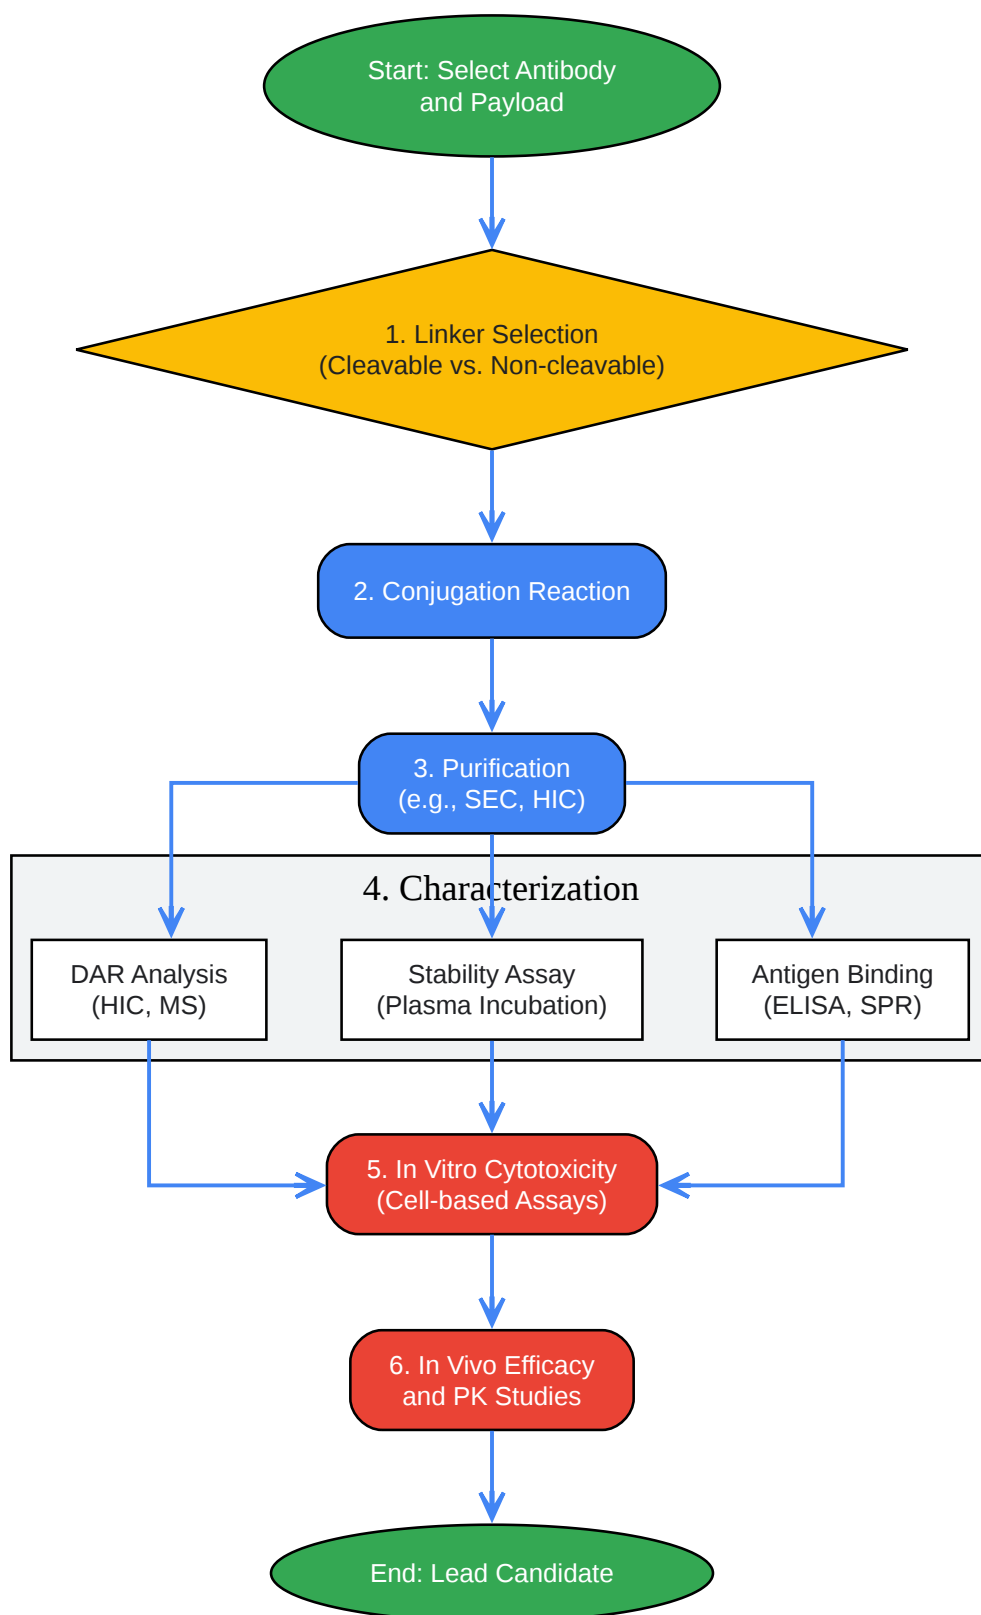 Start: Select Antibody
and Payload
1. Linker Selection
(Cleavable vs. Non-cleavable)
2. Conjugation Reaction
3. Purification
(e.g., SEC, HIC)
4. Characterization
DAR Analysis
(HIC, MS)
Stability Assay
(Plasma Incubation)
Antigen Binding
(ELISA, SPR)
5. In Vitro Cytotoxicity
(Cell-based Assays)
6. In Vivo Efficacy
and PK Studies
End: Lead Candidate